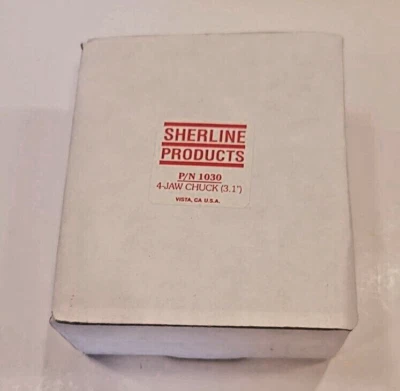 SHERLINE
PRODUCTS
P/N 1030
4-JAW CHUCK (3.1")
VISTA, CA U.S.A.